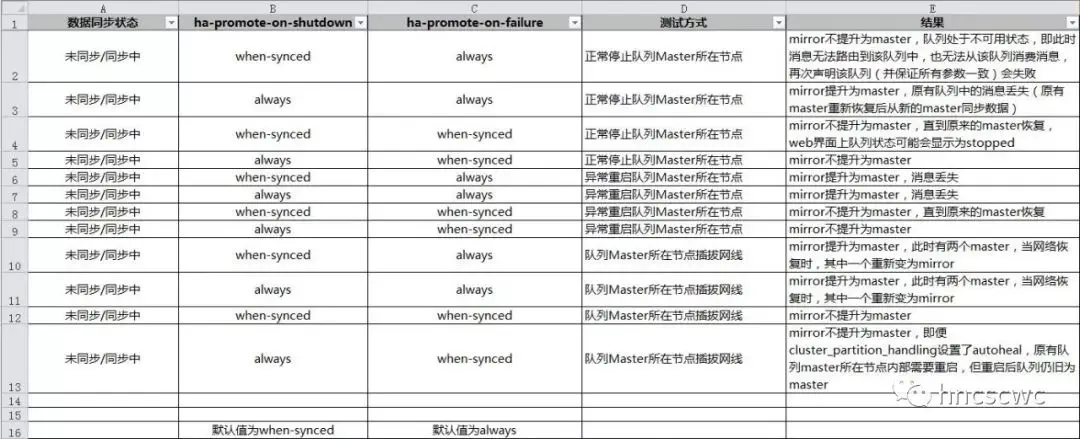 A B C D E
1 数据同步状态 ha-promote-on-shutdown ha-promote-on-failure 测试方式 结果
2 未同步/同步中 when-synced always 正常停止队列Master所在节点 mirror不提升为master，队列处于不可用状态，即此时
消息无法路由到该队列中，也无法从该队列消费消息，
再次声明该队列（并保证所有参数一致）会失败
3 未同步/同步中 always always 正常停止队列Master所在节点 mirror提升为master，原有队列中的消息丢失（原有
master重新恢复后从新的master同步数据）
4 未同步/同步中 when-synced when-synced 正常停止队列Master所在节点 mirror不提升为master，直到原来的master恢复，
web界面上队列状态可能会显示为stopped
5 未同步/同步中 always when-synced 正常停止队列Master所在节点 mirror不提升为master
6 未同步/同步中 when-synced always 异常重启队列Master所在节点 mirror提升为master，消息丢失
7 未同步/同步中 always always 异常重启队列Master所在节点 mirror提升为master，消息丢失
8 未同步/同步中 when-synced when-synced 异常重启队列Master所在节点 mirror不提升为master，直到原来的master恢复
9 未同步/同步中 always when-synced 异常重启队列Master所在节点 mirror不提升为master
10 未同步/同步中 when-synced always 队列Master所在节点插拔网线 mirror提升为master，此时有两个master，当网络恢
复时，其中一个重新变为mirror
11 未同步/同步中 always always 队列Master所在节点插拔网线 mirror提升为master，此时有两个master，当网络恢
复时，其中一个重新变为mirror
12 未同步/同步中 when-synced when-synced 队列Master所在节点插拔网线 mirror不提升为master
13 未同步/同步中 always when-synced 队列Master所在节点插拔网线 mirror不提升为master，即便
cluster_partition_handling设置了autoheal，原有队
列master所在节点内部需要重启，但重启后队列仍旧为
master
14
15
16 默认值为when-synced 默认值为always
hncscwc